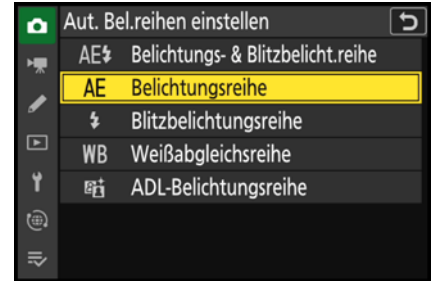 Aut. Bel.reihen einstellen
AE Belichtungs- & Blitzbelicht.reihe
AE Belichtungsreihe
Blitzbelichtungsreihe
WB Weißabgleichsreihe
ADL-Belichtungsreihe